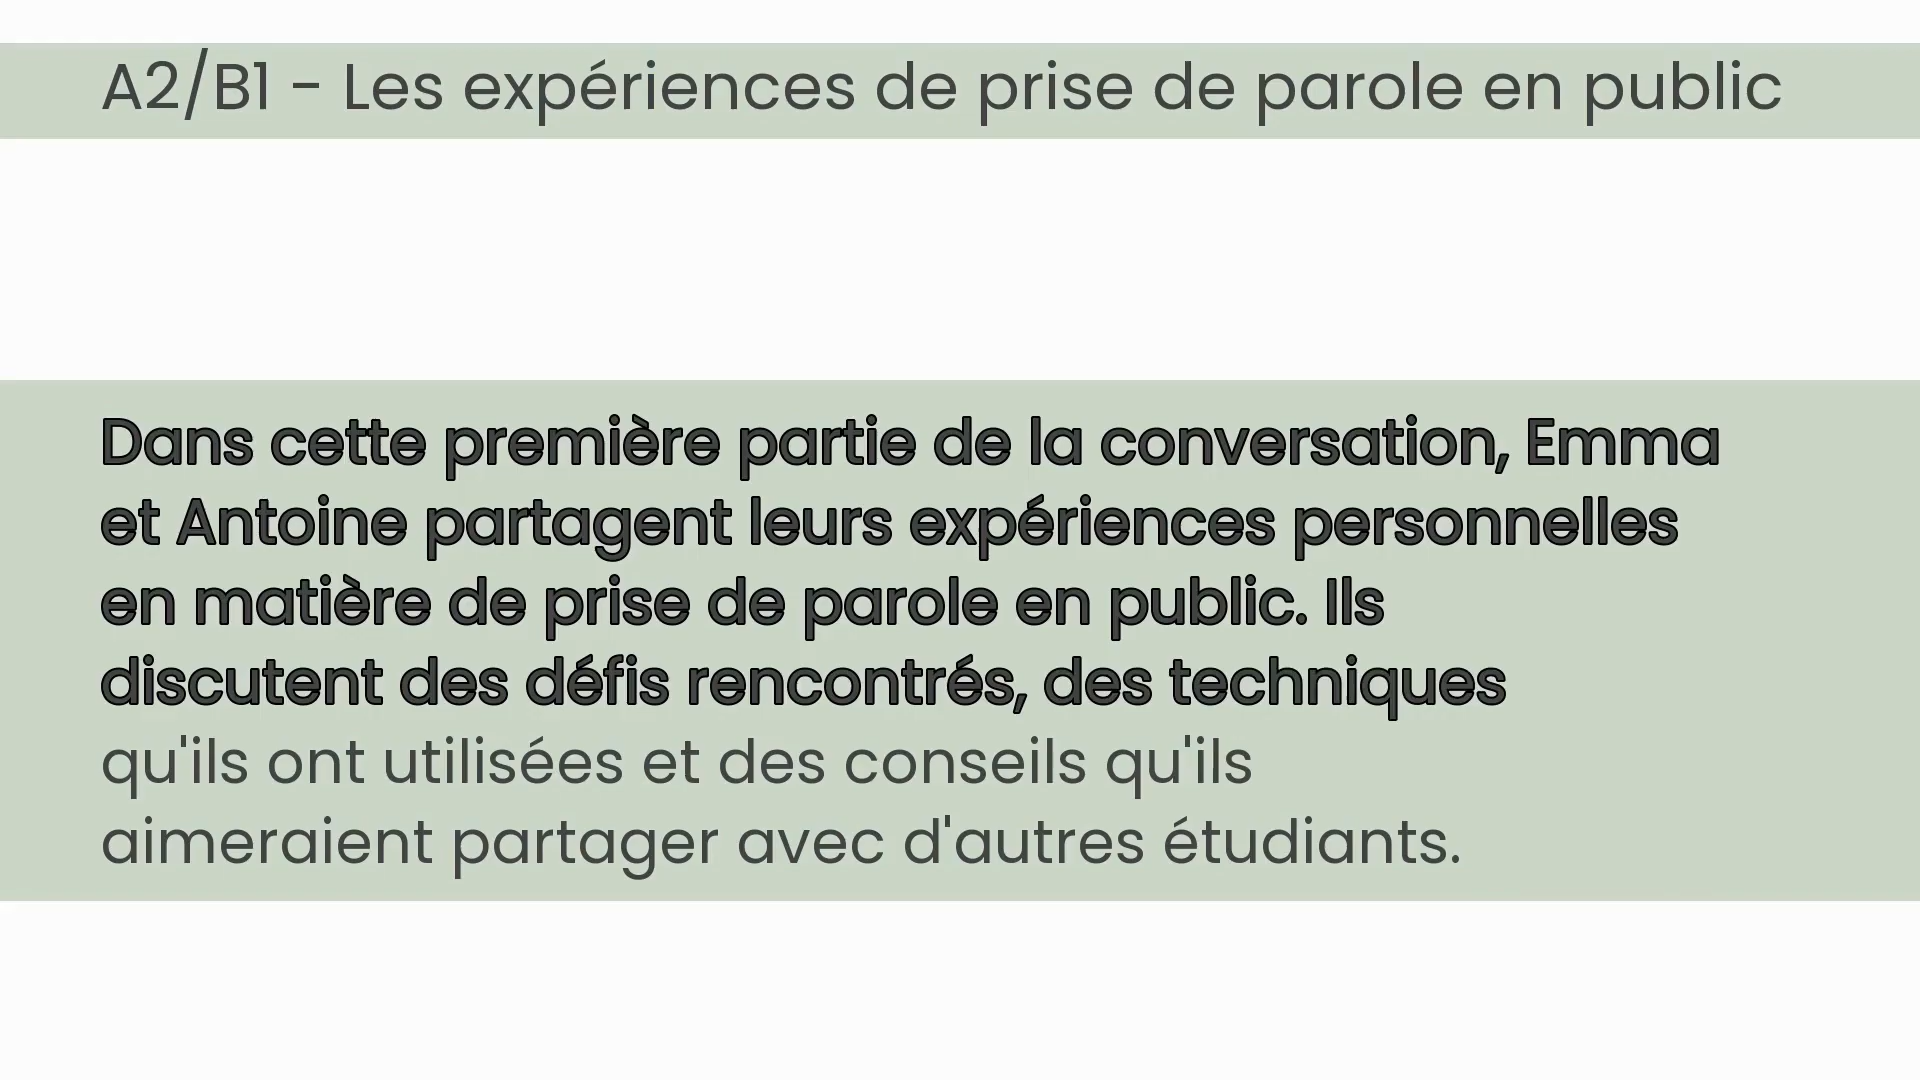 A2/B1 - Les expériences de prise de parole en public
Dans cette première partie de la conversation, Emma
et Antoine partagent leurs expériences personnelles
en matière de prise de parole en public. Ils
discutent des défis rencontrés, des techniques
qu'ils ont utilisées et des conseils qu'ils
aimeraient partager avec d'autres étudiants.